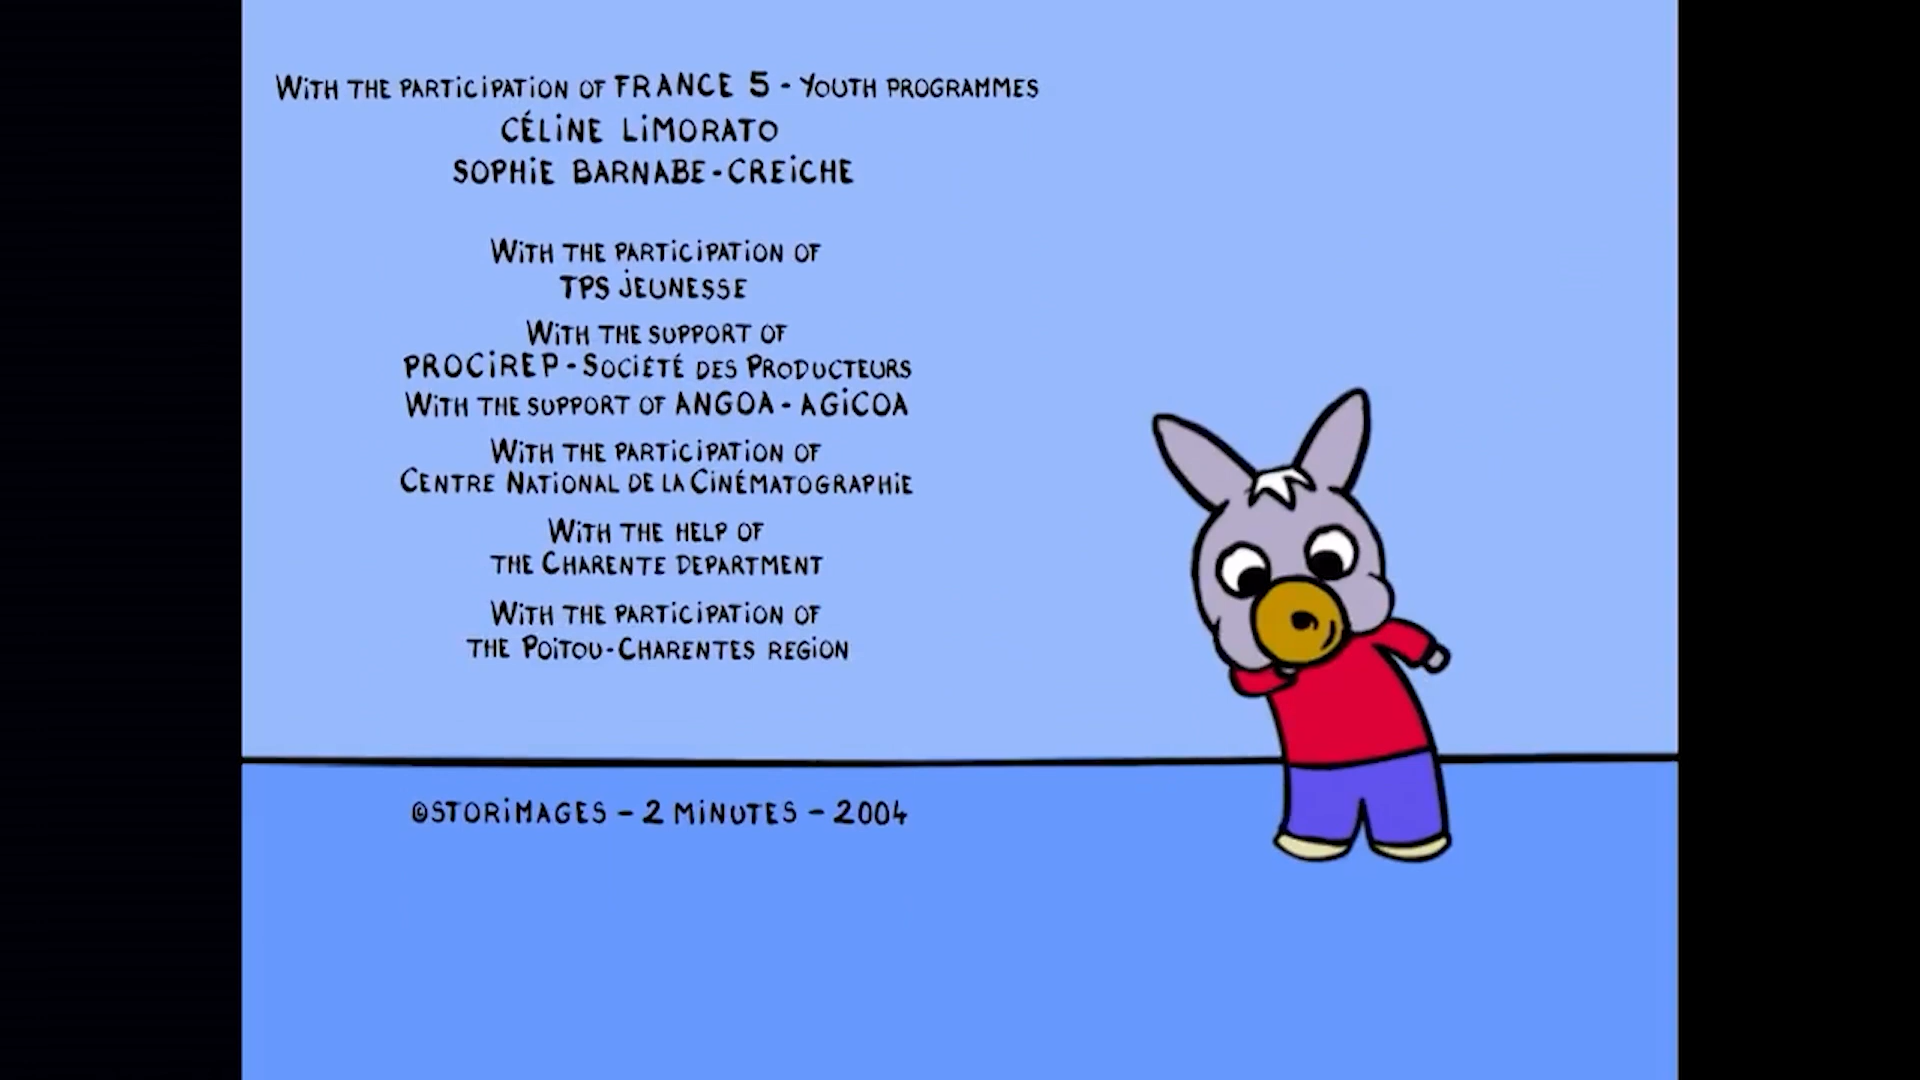 With the participation of FRANCE 5 - Youth programmes
CÉLiNE LiMORATO
SOPHiE BARNABE-CREiCHE
With the participation of
TPS JEUNESSE
With the support of
PROCiREP - Société des Producteurs
With the support of ANGOA - AGiCOA
With the participation of
Centre National de la Cinématographie
With the help of
the Charente department
With the participation of
the Poitou-Charentes region
©STORiMAGES - 2 MiNUTES - 2004